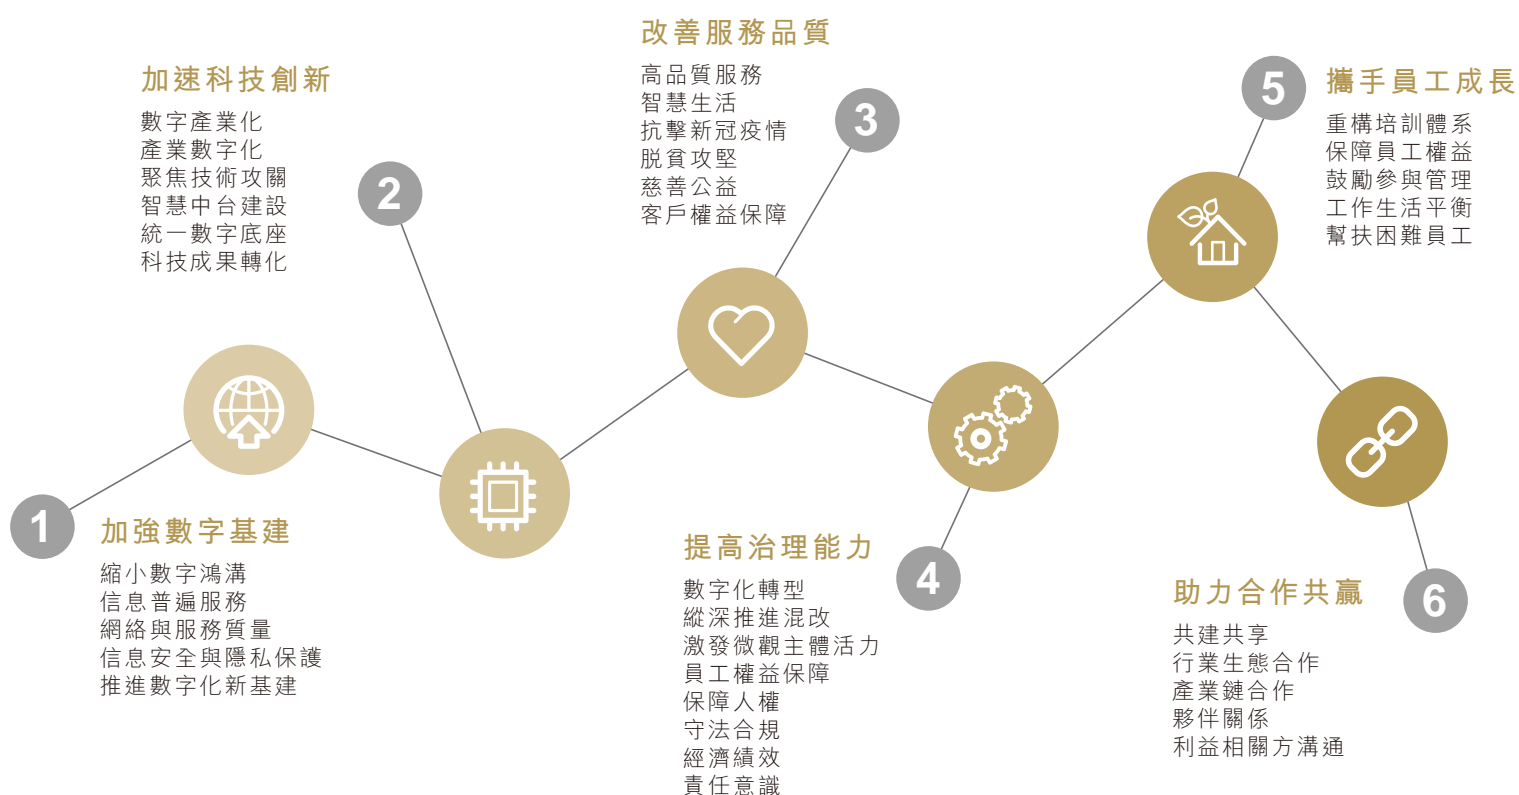 1
加強數字基建
縮小數字鴻溝
信息普遍服務
網絡與服務質量
信息安全與隱私保護
推進數字化新基建
2
加速科技創新
數字產業化
產業數字化
聚焦技術攻關
智慧中台建設
統一數字底座
科技成果轉化
3
改善服務品質
高品質服務
智慧生活
抗擊新冠疫情
脱貧攻堅
慈善公益
客戶權益保障
4
提高治理能力
數字化轉型
縱深推進混改
激發微觀主體活力
員工權益保障
保障人權
守法合規
經濟績效
責任意識
5
攜手員工成長
重構培訓體系
保障員工權益
鼓勵參與管理
工作生活平衡
幫扶困難員工
6
助力合作共贏
共建共享
行業生態合作
產業鏈合作
夥伴關係
利益相關方溝通